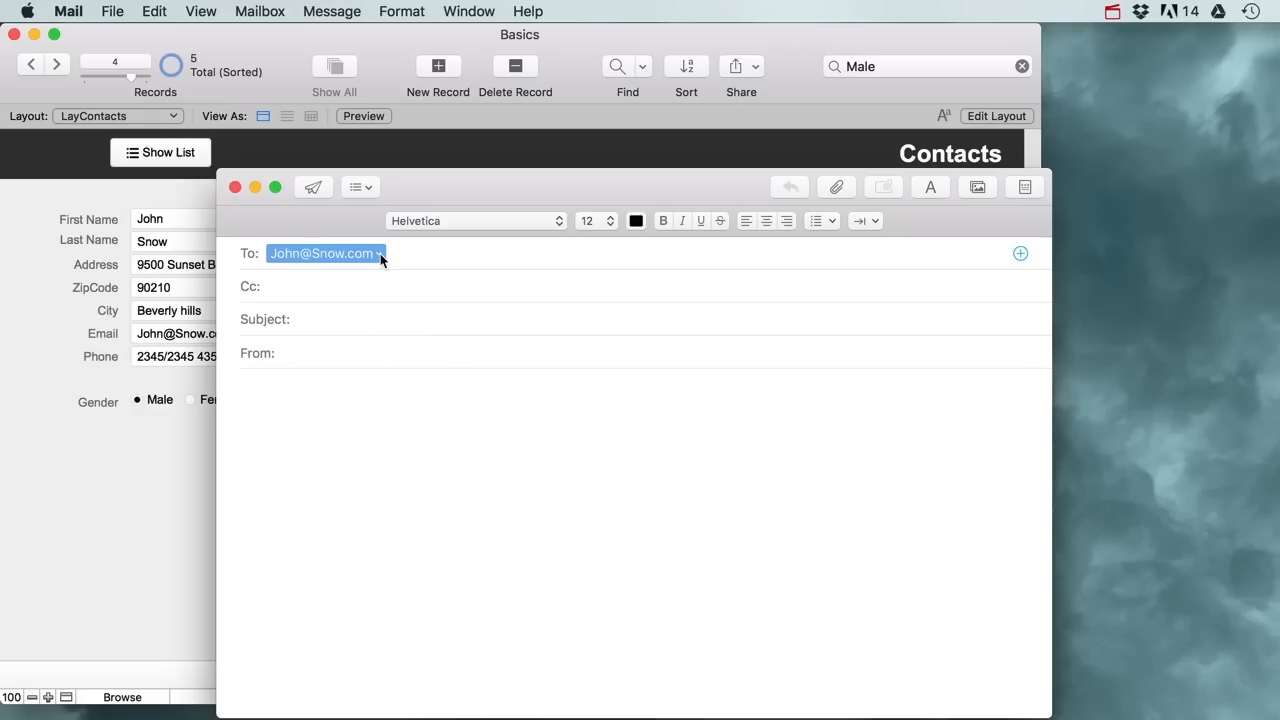 Mail File Edit View Mailbox Message Format Window Help 14
Basics
4
5
Total (Sorted)
Records
Show All
New Record
Delete Record
Find
Sort
Share
Male
Layout: LayContacts View As: Preview Aa Edit Layout
Show List
Contacts
First Name John
Last Name Snow
Address 9500 Sunset B
ZipCode 90210
City Beverly hills
Email John@Snow.c
Phone 2345/2345 435
Gender Male Fe
Helvetica 12 B I U S
To: John@Snow.com
Cc:
Subject:
From:
100 Browse